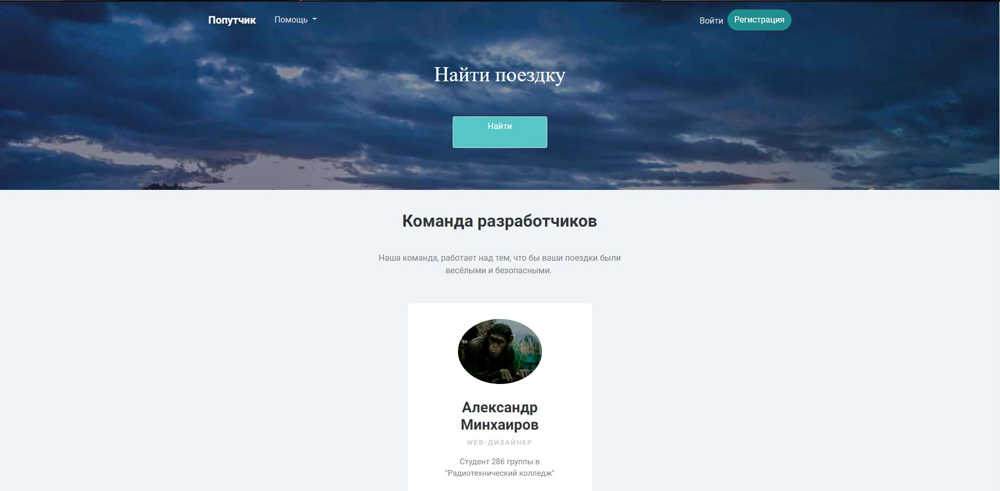 Попутчик Помощь Войти Регистрация
Найти поездку
Найти
Команда разработчиков
Наша команда, работает над тем, что бы ваши поездки были
весёлыми и безопасными.
Александр
Минхаиров
WEB-ДИЗАЙНЕР
Студент 286 группы в
"Радиотехнический колледж"